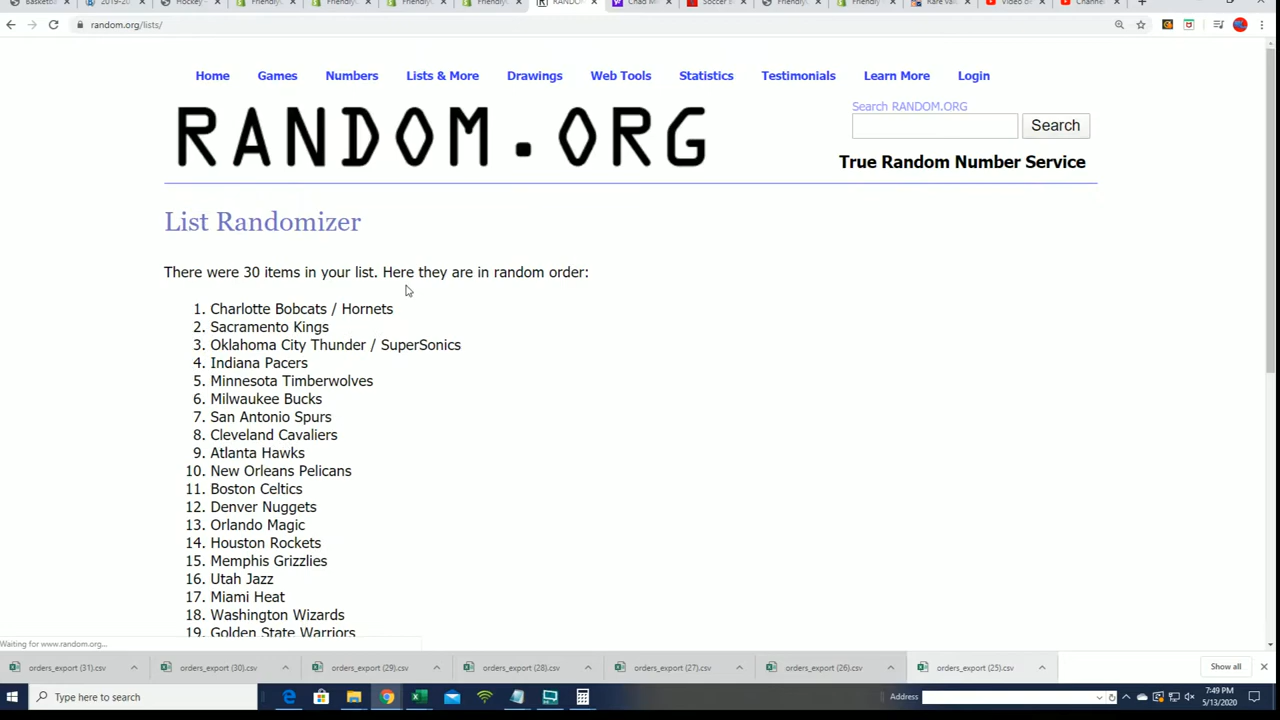 random.org/lists/
Home Games Numbers Lists & More Drawings Web Tools Statistics Testimonials Learn More Login
RANDOM.ORG
Search RANDOM.ORG
Search
True Random Number Service
List Randomizer
There were 30 items in your list. Here they are in random order:
1. Charlotte Bobcats / Hornets
2. Sacramento Kings
3. Oklahoma City Thunder / SuperSonics
4. Indiana Pacers
5. Minnesota Timberwolves
6. Milwaukee Bucks
7. San Antonio Spurs
8. Cleveland Cavaliers
9. Atlanta Hawks
10. New Orleans Pelicans
11. Boston Celtics
12. Denver Nuggets
13. Orlando Magic
14. Houston Rockets
15. Memphis Grizzlies
16. Utah Jazz
17. Miami Heat
18. Washington Wizards
19. Golden State Warriors
Waiting for www.random.org...
orders_export (31).csv orders_export (30).csv orders_export (29).csv orders_export (28).csv orders_export (27).csv orders_export (26).csv orders_export (25).csv Show all
Type here to search
Address
7:49 PM
5/13/2020